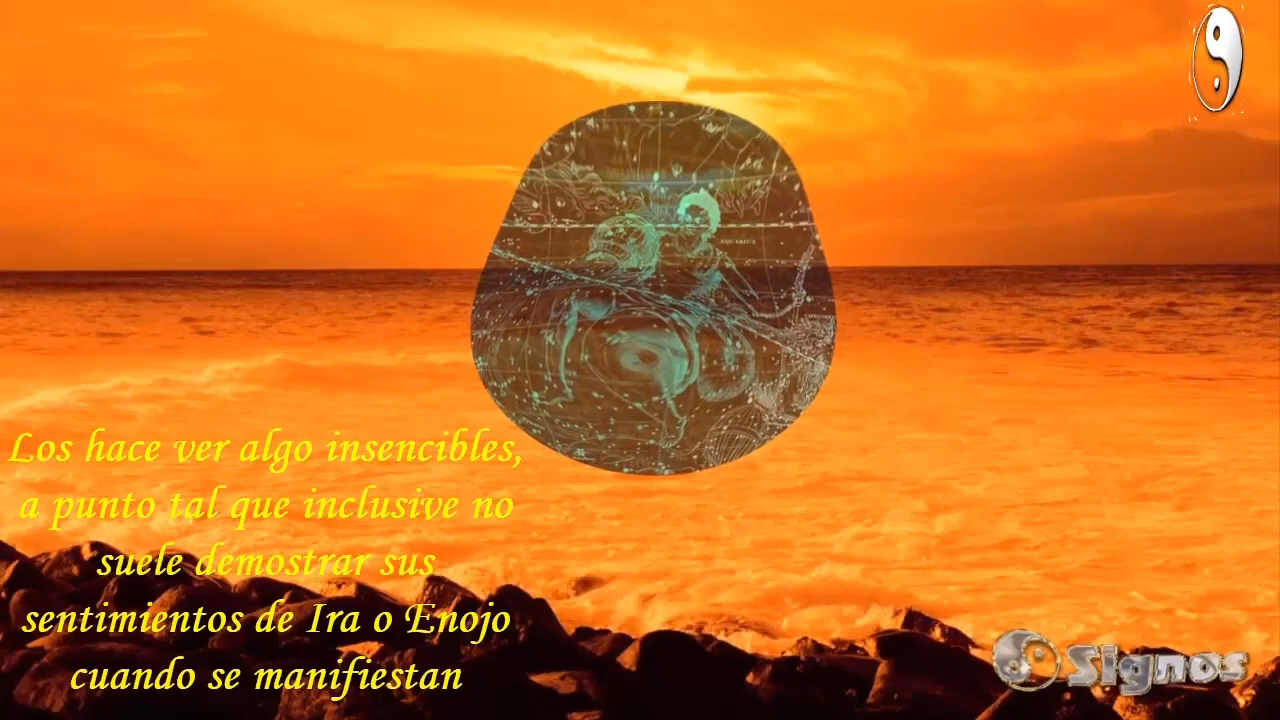 AQUARIUS
Los hace ver algo insencibles,
a punto tal que inclusive no
suele demostrar sus
sentimientos de Ira o Enojo
cuando se manifiestan
Signos